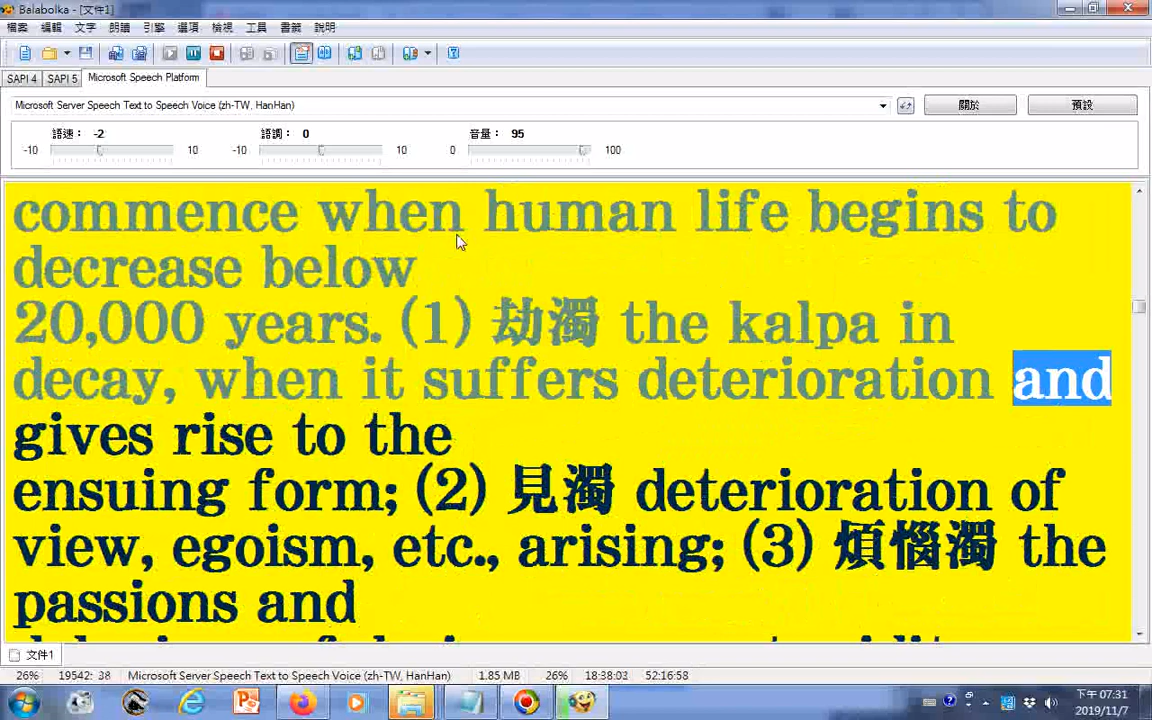 Balabolka - [文件1]
檔案 編輯 文字 朗讀 引擎 選項 檢視 工具 書籤 說明
SAPI 4 SAPI 5 Microsoft Speech Platform
Microsoft Server Speech Text to Speech Voice (zh-TW, HanHan) 關於 預設
語速： -2 語調： 0 音量： 95
-10 10 -10 10 0 100
commence when human life begins to
decrease below
20,000 years. (1) 劫濁 the kalpa in
decay, when it suffers deterioration and
gives rise to the
ensuing form; (2) 見濁 deterioration of
view, egoism, etc., arising; (3) 煩惱濁 the
passions and
文件1
26% 19542: 38 Microsoft Server Speech Text to Speech Voice (zh-TW, HanHan) 1.85 MB 26% 18:38:03 52:16:58
下午 07:31
2019/11/7